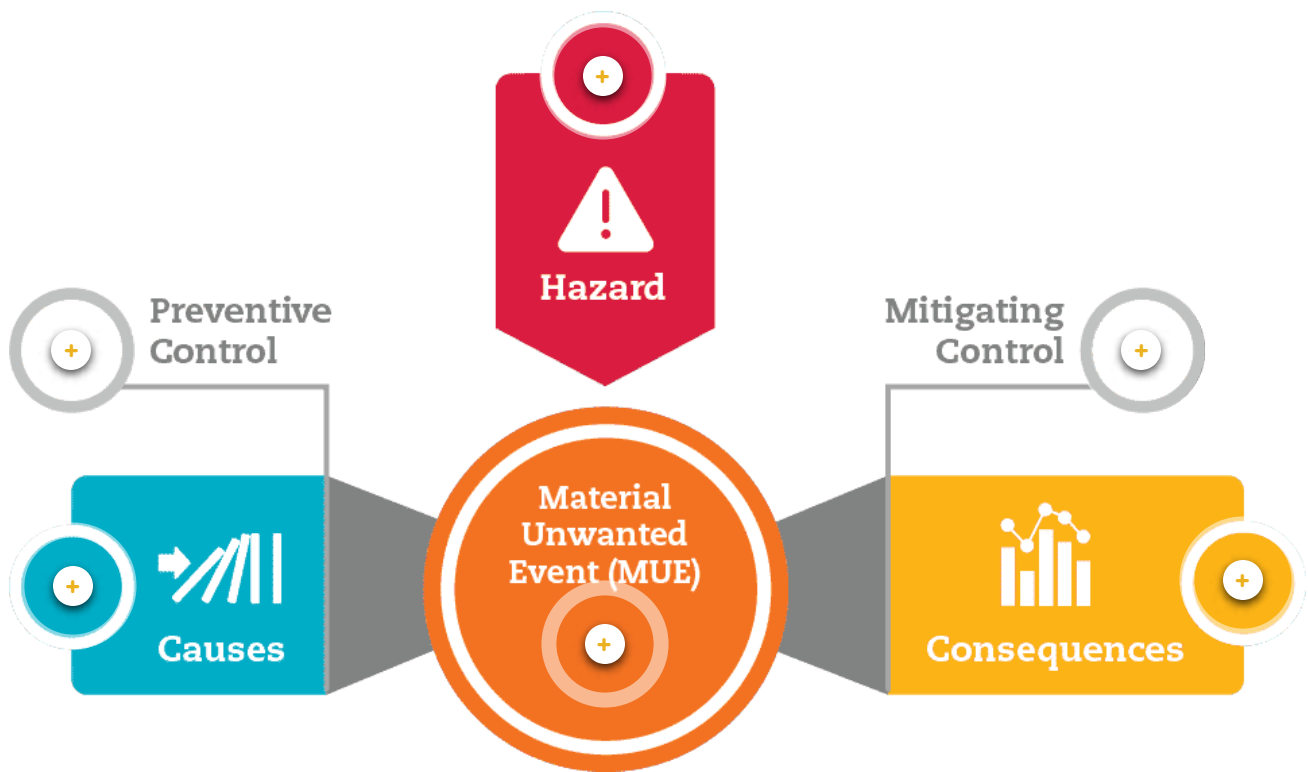 Hazard
Preventive
Control
Mitigating
Control
Material
Unwanted
Event (MUE)
Causes
Consequences